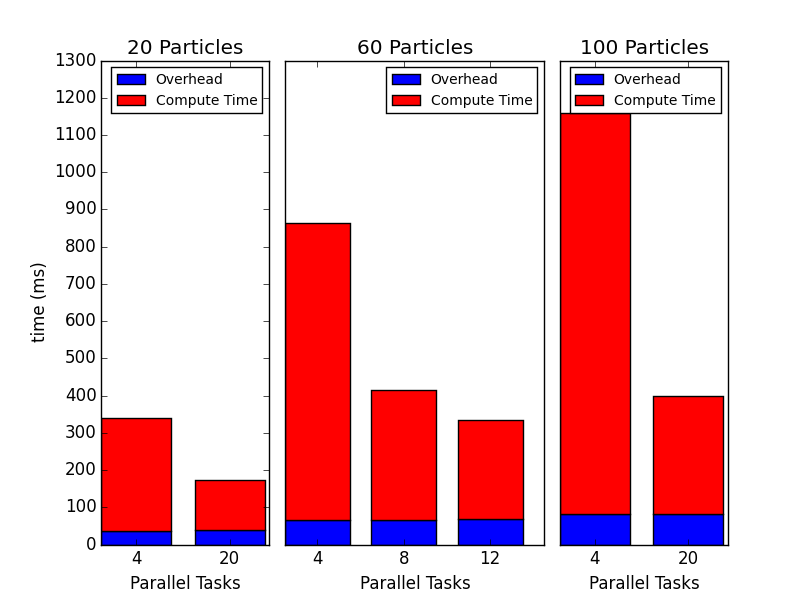 20 Particles
60 Particles
100 Particles
Overhead
Compute Time
Overhead
Compute Time
Overhead
Compute Time
1300
1200
1100
1000
900
800
700
600
500
400
300
200
100
0
time (ms)
4 20
4 8 12
4 20
Parallel Tasks
Parallel Tasks
Parallel Tasks